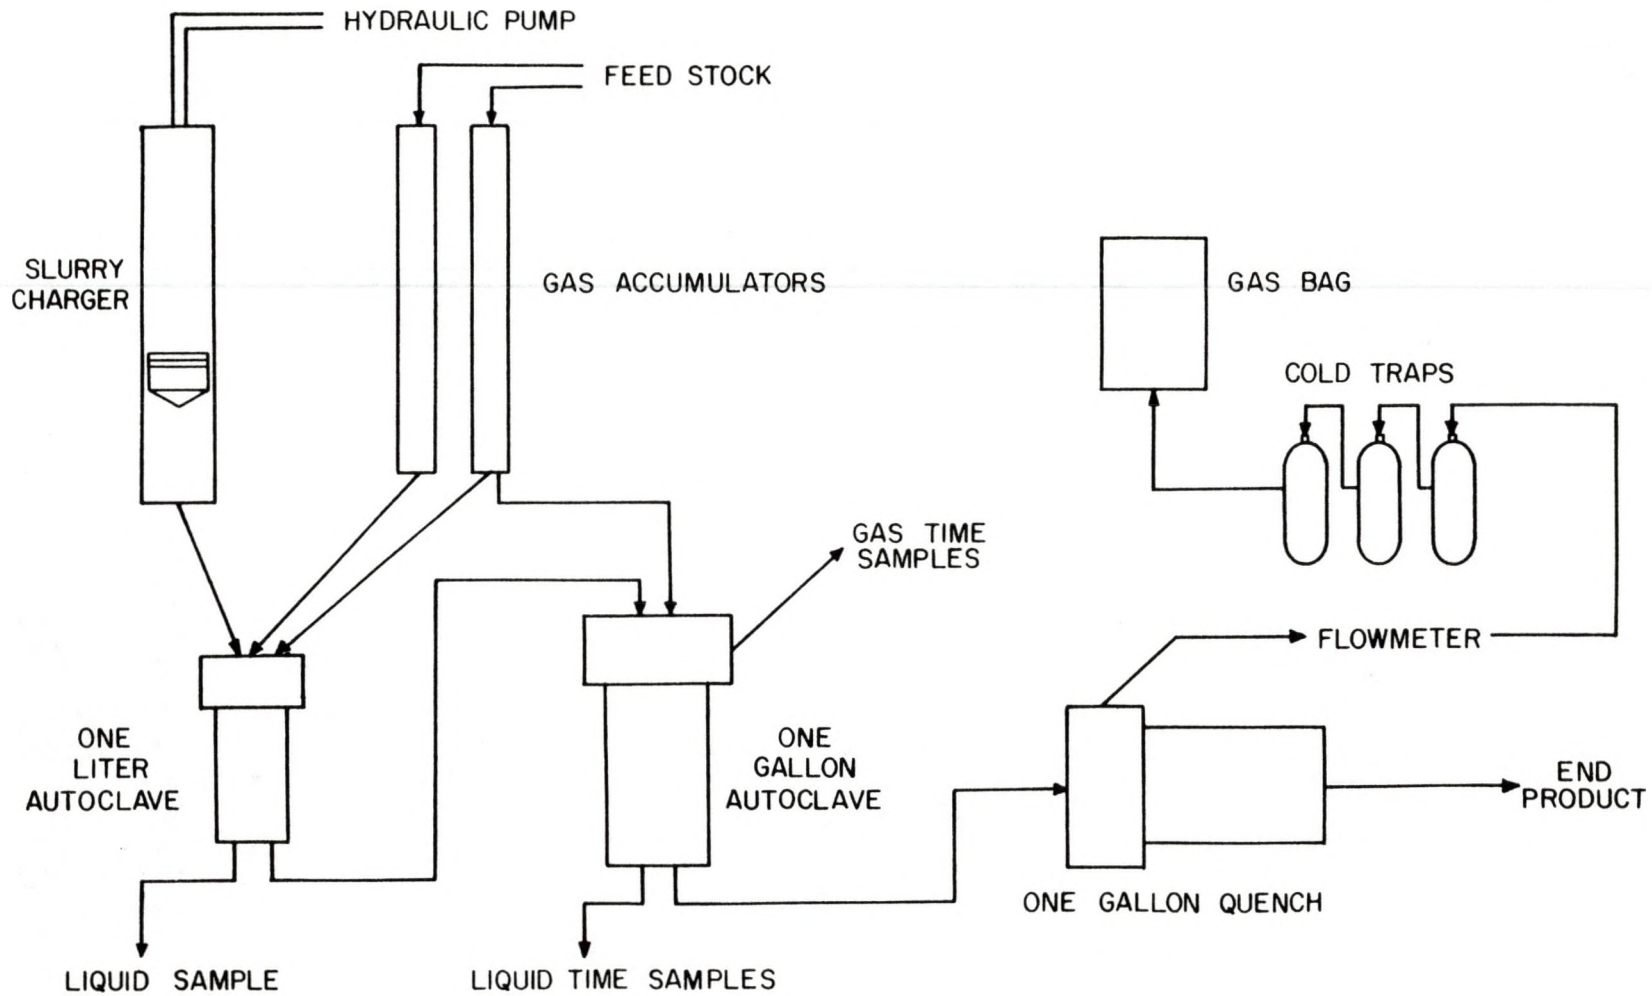 HYDRAULIC PUMP
FEED STOCK
SLURRY
CHARGER
GAS ACCUMULATORS
GAS BAG
COLD TRAPS
GAS TIME
SAMPLES
FLOWMETER
ONE
LITER
AUTOCLAVE
ONE
GALLON
AUTOCLAVE
END
PRODUCT
ONE GALLON QUENCH
LIQUID SAMPLE
LIQUID TIME SAMPLES